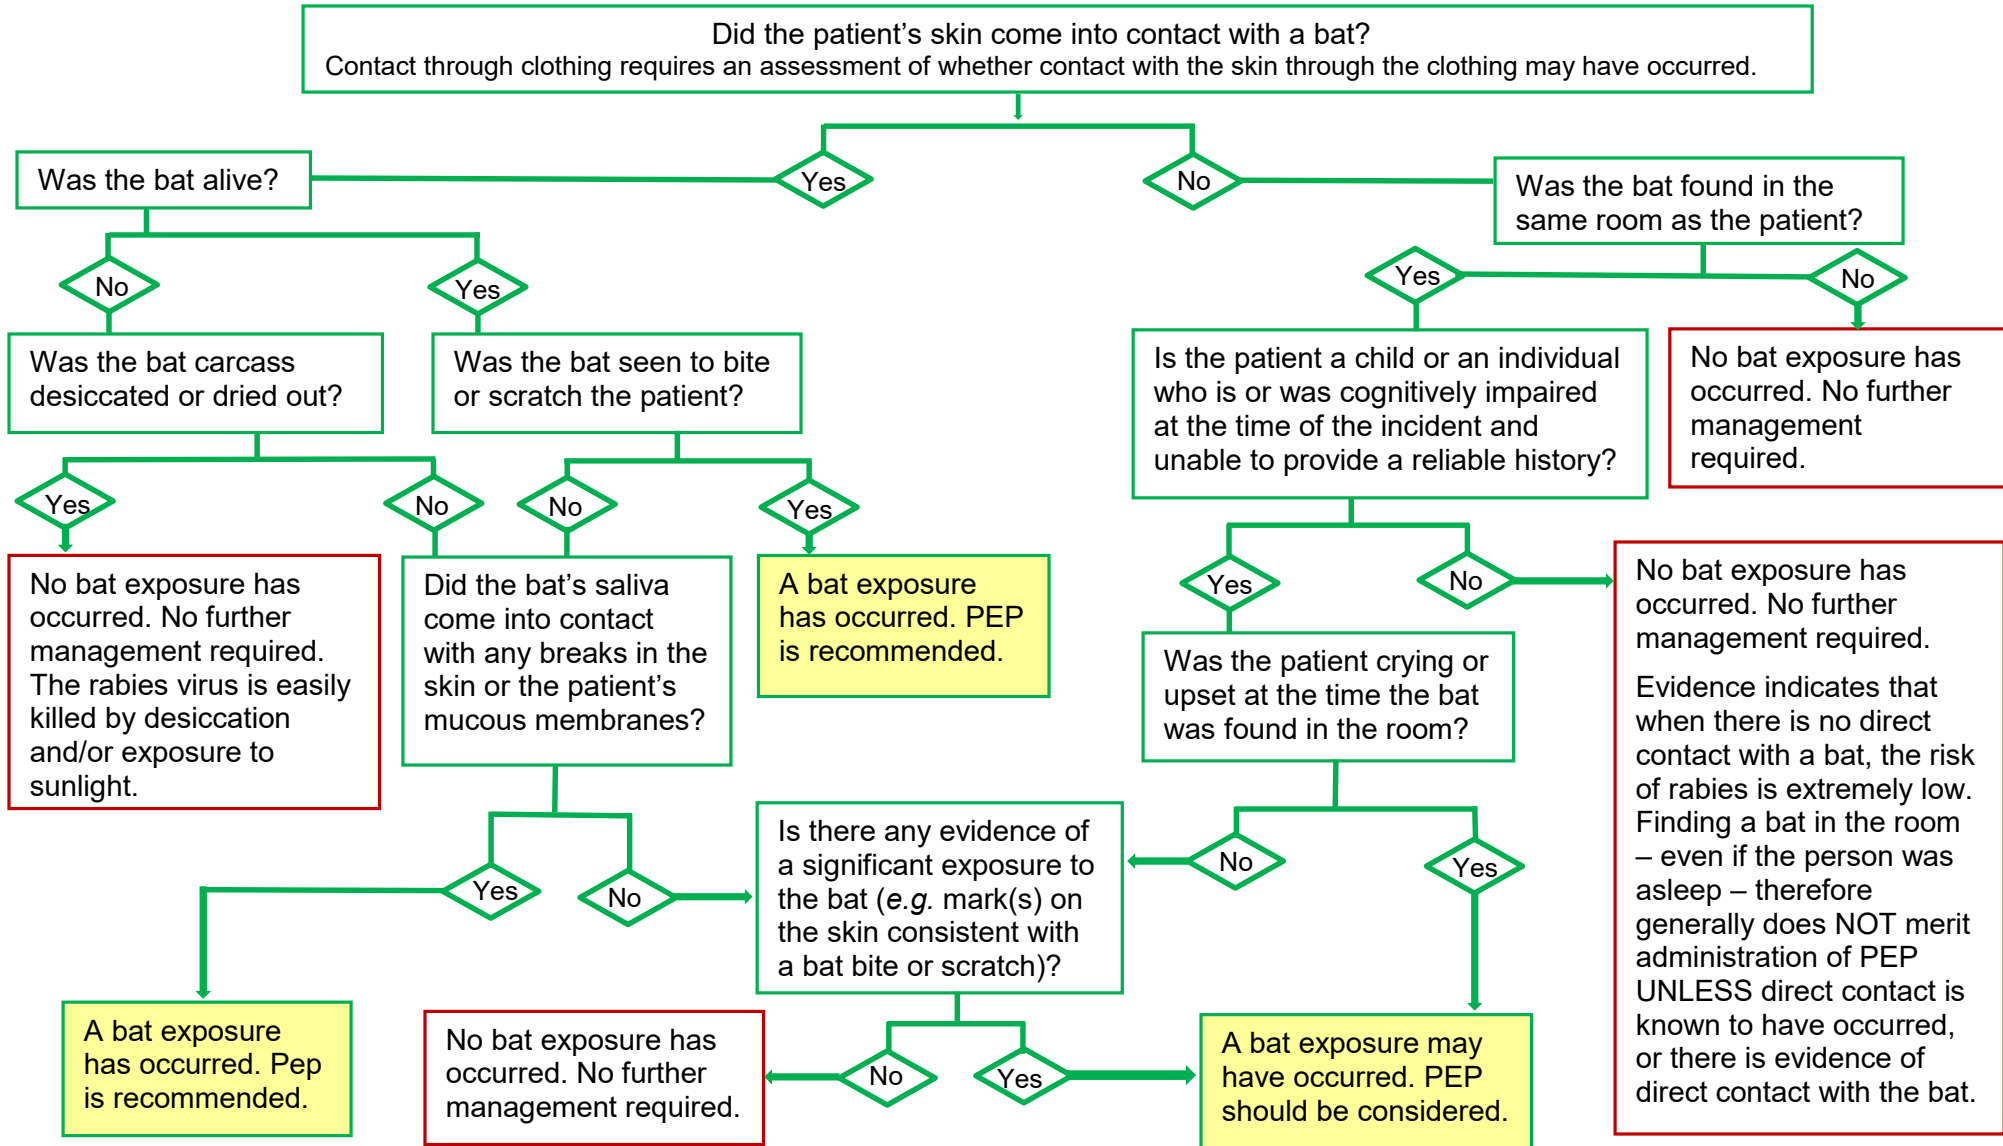 Did the patient’s skin come into contact with a bat?
Contact through clothing requires an assessment of whether contact with the skin through the clothing may have occurred.
Yes
No
Was the bat alive?
Was the bat found in the
same room as the patient?
No
Yes
Yes
No
Was the bat carcass
desiccated or dried out?
Was the bat seen to bite
or scratch the patient?
Is the patient a child or an individual
who is or was cognitively impaired
at the time of the incident and
unable to provide a reliable history?
No bat exposure has
occurred. No further
management
required.
Yes
No
No
Yes
Yes
No
No bat exposure has
occurred. No further
management required.
The rabies virus is easily
killed by desiccation
and/or exposure to
sunlight.
Did the bat’s saliva
come into contact
with any breaks in the
skin or the patient’s
mucous membranes?
A bat exposure
has occurred. PEP
is recommended.
Was the patient crying or
upset at the time the bat
was found in the room?
No bat exposure has
occurred. No further
management required.
Evidence indicates that
when there is no direct
contact with a bat, the risk
of rabies is extremely low.
Finding a bat in the room
– even if the person was
asleep – therefore
generally does NOT merit
administration of PEP
UNLESS direct contact is
known to have occurred,
or there is evidence of
direct contact with the bat.
Yes
No
No
Yes
Is there any evidence of
a significant exposure to
the bat (e.g. mark(s) on
the skin consistent with
a bat bite or scratch)?
A bat exposure
has occurred. Pep
is recommended.
No bat exposure has
occurred. No further
management required.
No
Yes
A bat exposure may
have occurred. PEP
should be considered.